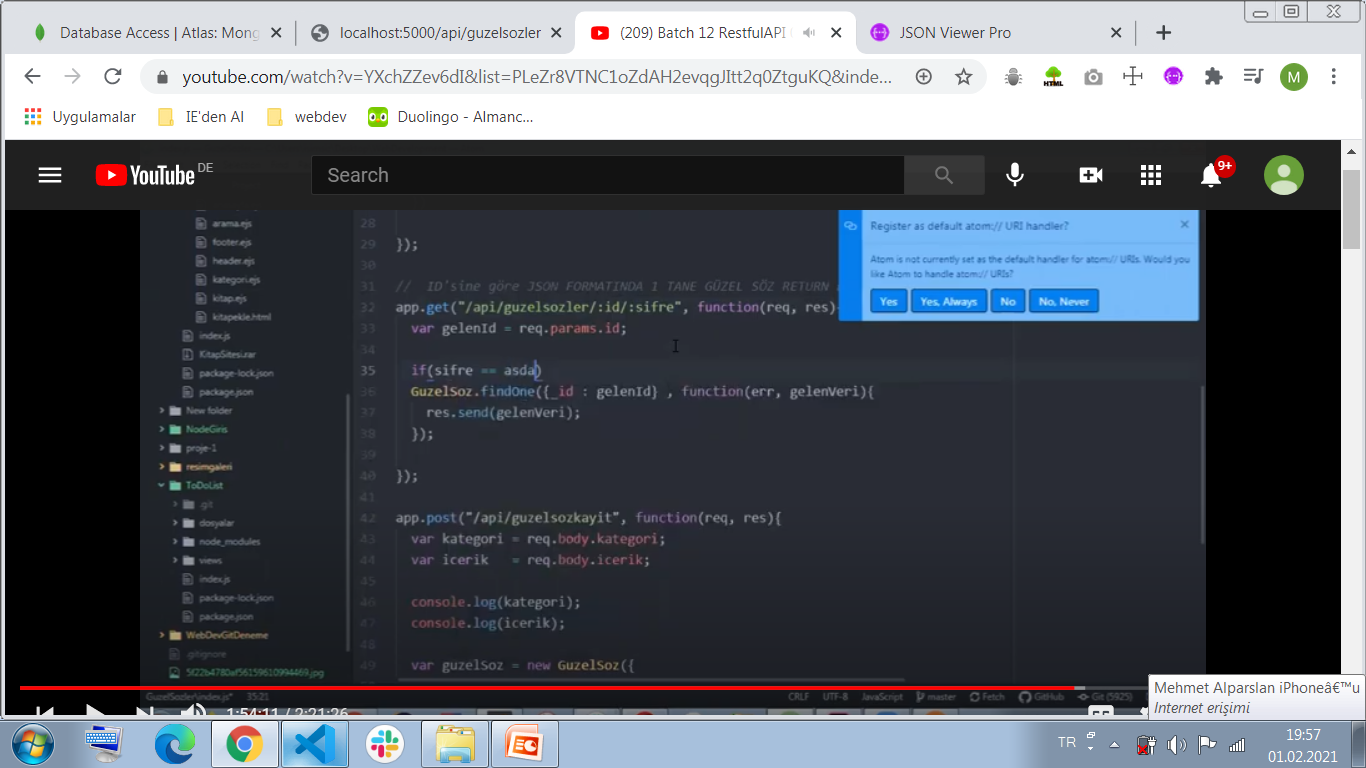 Database Access | Atlas: Mong
localhost:5000/api/guzelsozler
(209) Batch 12 RestfulAPI
JSON Viewer Pro
youtube.com/watch?v=YXchZZev6dI&list=PLeZr8VTNC1oZdAH2evqgJItt2q0ZtguKQ&inde...
HTML
M
Uygulamalar
IE'den Al
webdev
Duolingo - Almanc...
YouTube DE
Search
9+
arama.ejs
footer.ejs
header.ejs
kategori.ejs
kitap.ejs
kitapekle.html
index.js
KitapSitesi.rar
package-lock.json
package.json
New folder
NodeGiris
proje-1
resimgaleri
ToDoList
.git
dosyalar
node_modules
views
index.js
package-lock.json
package.json
WebDevGitDeneme
.gitignore
5f22b4780af56159610994469.jpg
28
29 });
30
31 // ID'sine göre JSON FORMATINDA 1 TANE GÜZEL SÖZ RETURN
32 app.get("/api/guzelsozler/:id/:sifre", function(req, res)
33 var gelenId = req.params.id;
34
35 if(sifre == asda)
36 GuzelSoz.findOne({_id : gelenId} , function(err, gelenVeri){
37 res.send(gelenVeri);
38 });
39
40 });
41
42 app.post("/api/guzelsozkayit", function(req, res){
43 var kategori = req.body.kategori;
44 var icerik = req.body.icerik;
45
46 console.log(kategori);
47 console.log(icerik);
48
49 var guzelSoz = new GuzelSoz({
Register as default atom:// URI handler?
Atom is not currently set as the default handler for atom:// URIs. Would you
like Atom to handle atom:// URIs?
Yes
Yes, Always
No
No, Never
GuzelSozler\index.js* 35:21
CRLF UTF-8 JavaScript master Fetch GitHub Git (5925)
1:54:11 / 2:21:26
Mehmet Alparslan iPhoneâ€™u
Internet erişimi
TR
19:57
01.02.2021